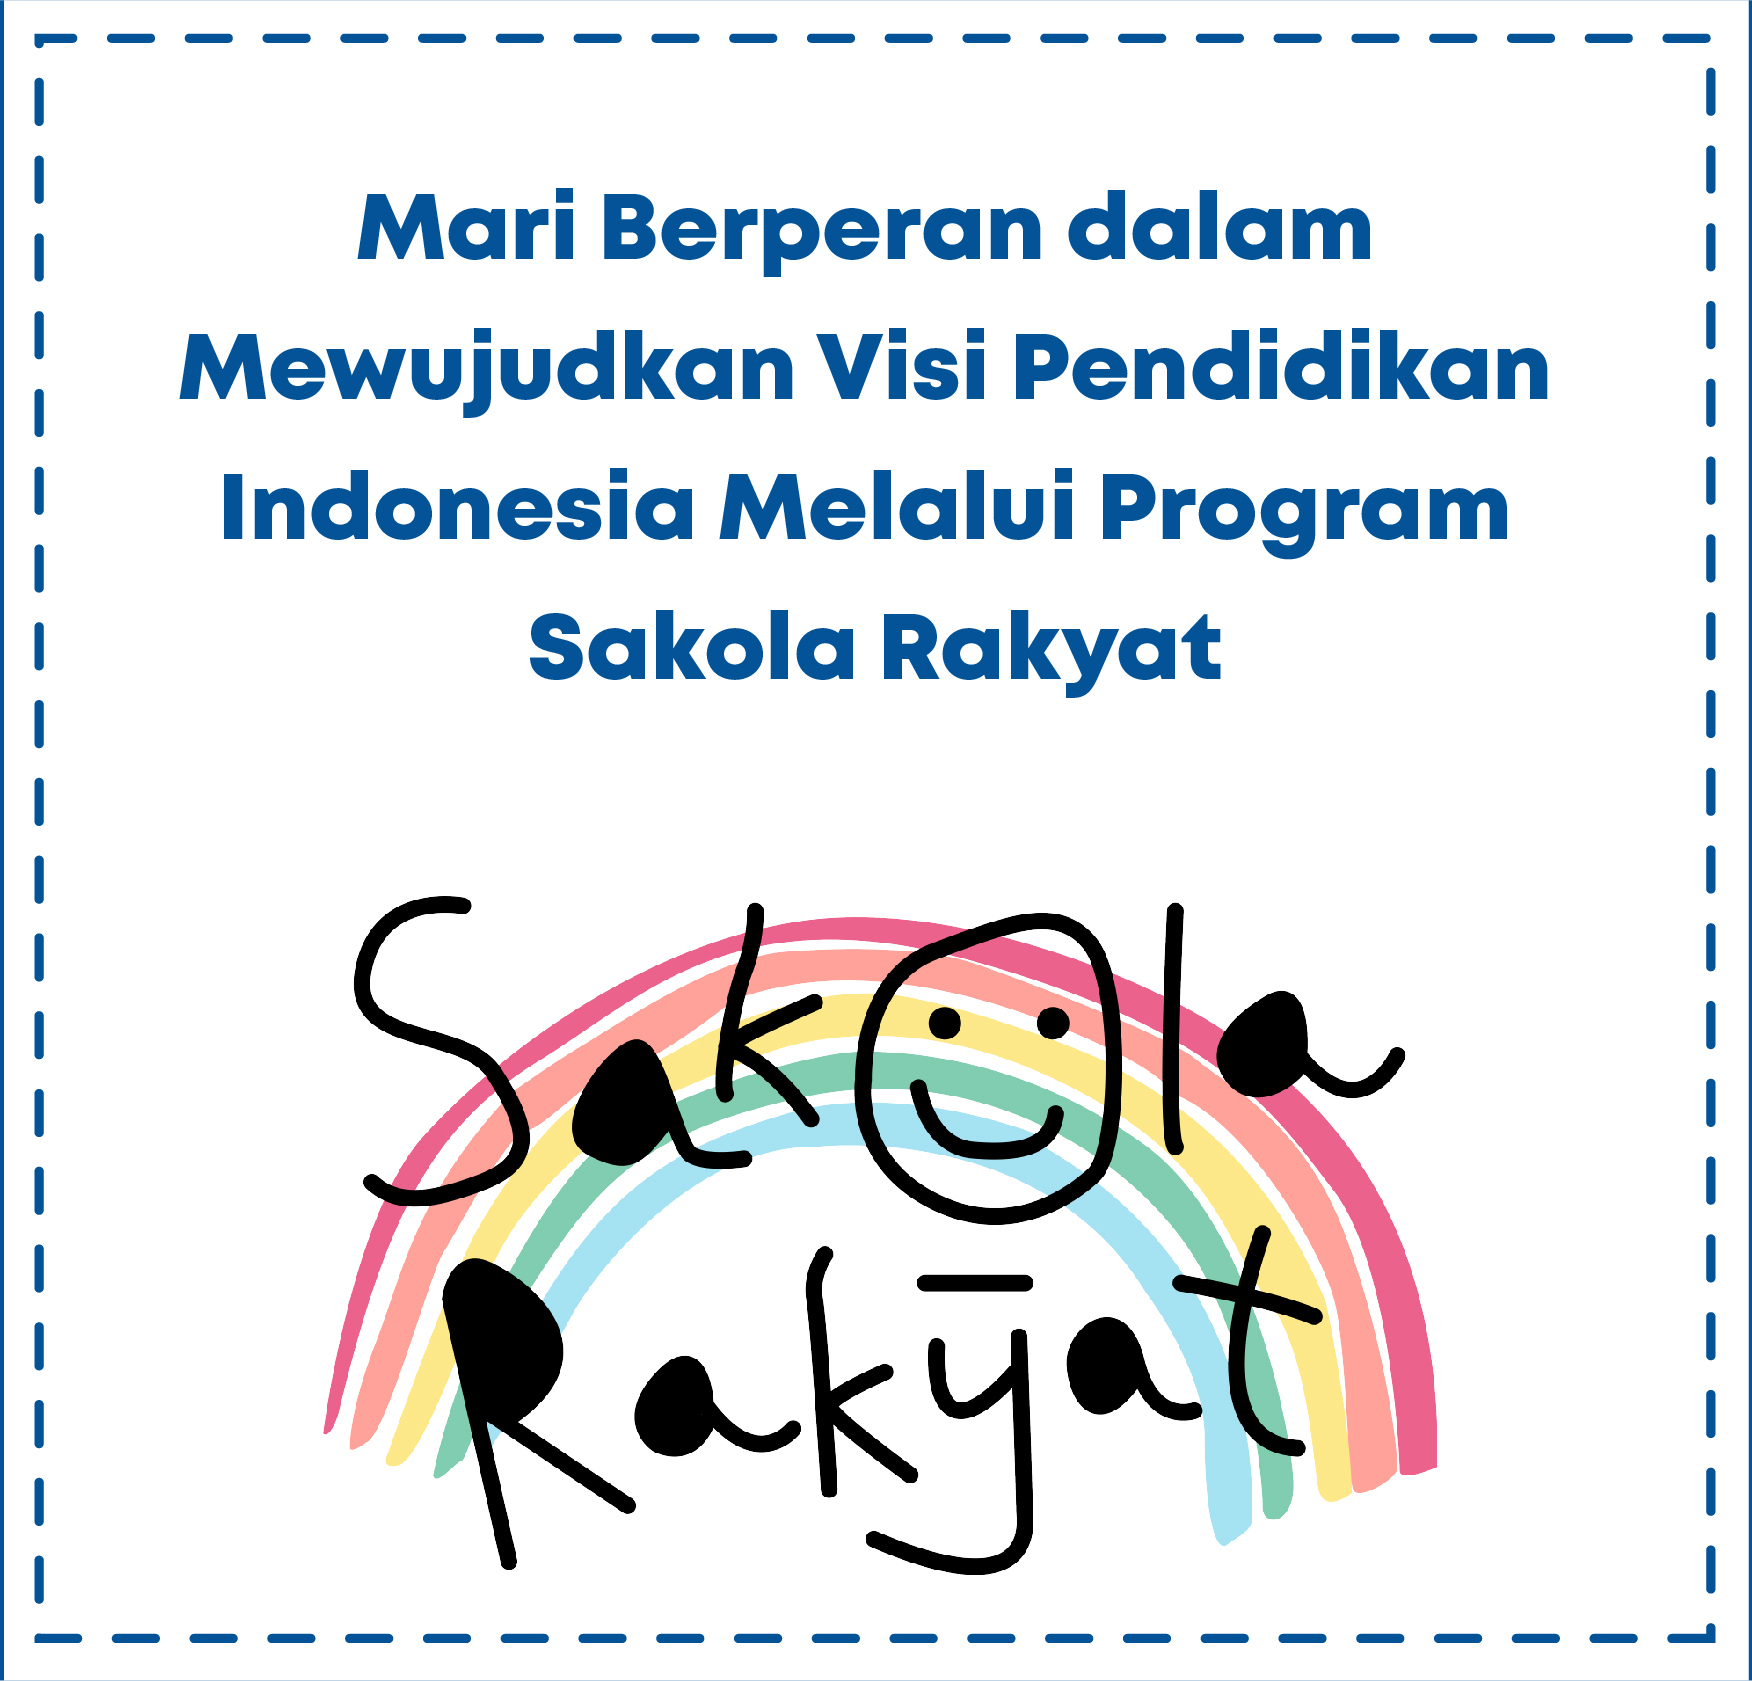 Mari Berperan dalam
Mewujudkan Visi Pendidikan
Indonesia Melalui Program
Sakola Rakyat
Sakola
Rakyat